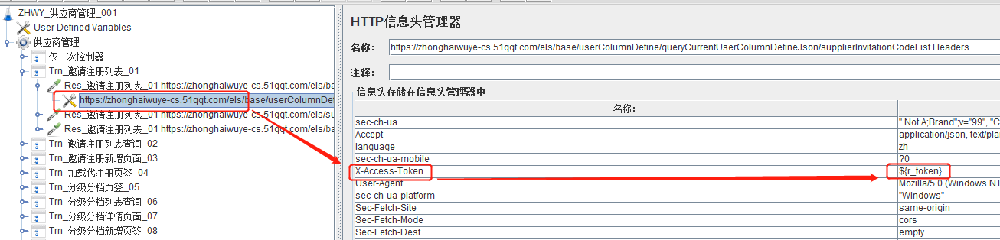 ZHWY_供应商管理_001
User Defined Variables
供应商管理
仅一次控制器
Trn_邀请注册列表_01
Res_邀请注册列表_01 https://zhonghaiwuye-cs.51qqt.com/els/ba
https://zhonghaiwuye-cs.51qqt.com/els/base/userColumnDef
Res_邀请注册列表_01 https://zhonghaiwuye-cs.51qqt.com/els/su
Res_邀请注册列表_01 https://zhonghaiwuye-cs.51qqt.com/els/ba
Trn_邀请注册列表查询_02
Trn_邀请注册新增页面_03
Trn_加载代注册页签_04
Trn_分级分档页签_05
Trn_分级分档列表查询_06
Trn_分级分档详情页面_07
Trn_分级分档新增页签_08
HTTP信息头管理器
名称: https://zhonghaiwuye-cs.51qqt.com/els/base/userColumnDefine/queryCurrentUserColumnDefineJson/supplierInvitationCodeList Headers
注释:
信息头存储在信息头管理器中
名称:
sec-ch-ua " Not A;Brand";v="99", "C
Accept application/json, text/plai
language zh
sec-ch-ua-mobile ?0
X-Access-Token ${r_token}
User-Agent Mozilla/5.0 (Windows NT
sec-ch-ua-platform "Windows"
Sec-Fetch-Site same-origin
Sec-Fetch-Mode cors
Sec-Fetch-Dest empty